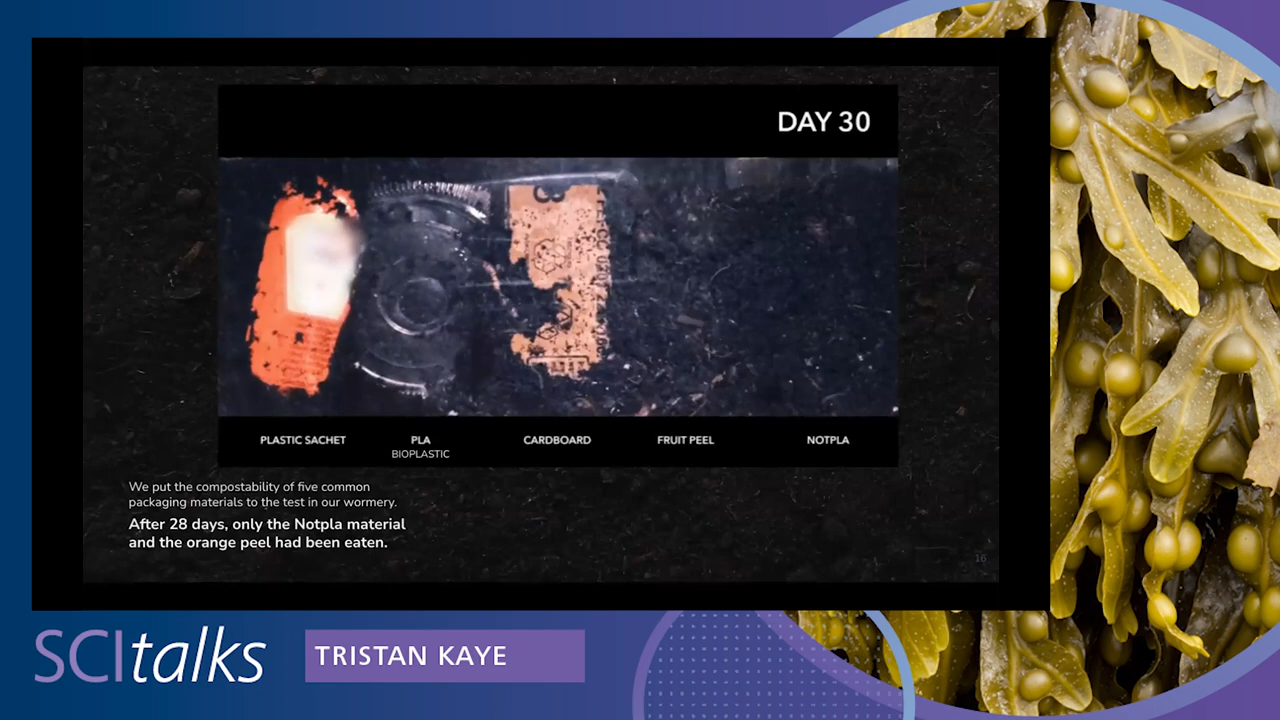 DAY 30
PLASTIC SACHET
PLA
BIOPLASTIC
CARDBOARD
FRUIT PEEL
NOTPLA
We put the compostability of five common
packaging materials to the test in our wormery.
After 28 days, only the Notpla material
and the orange peel had been eaten.
16
SCItalks
TRISTAN KAYE